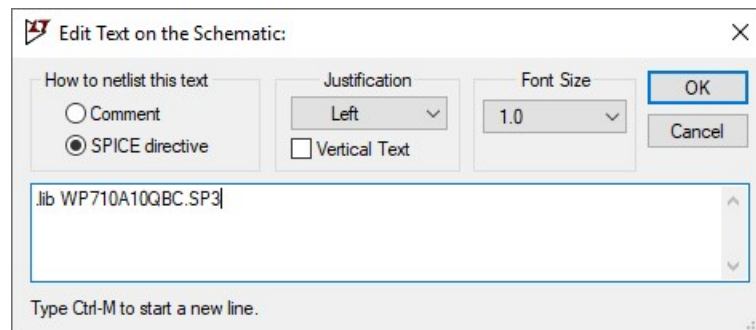 Edit Text on the Schematic:
How to netlist this text
Comment
SPICE directive
Justification
Left
Vertical Text
Font Size
1.0
OK
Cancel
.lib WP710A10QBC.SP3
Type Ctrl-M to start a new line.